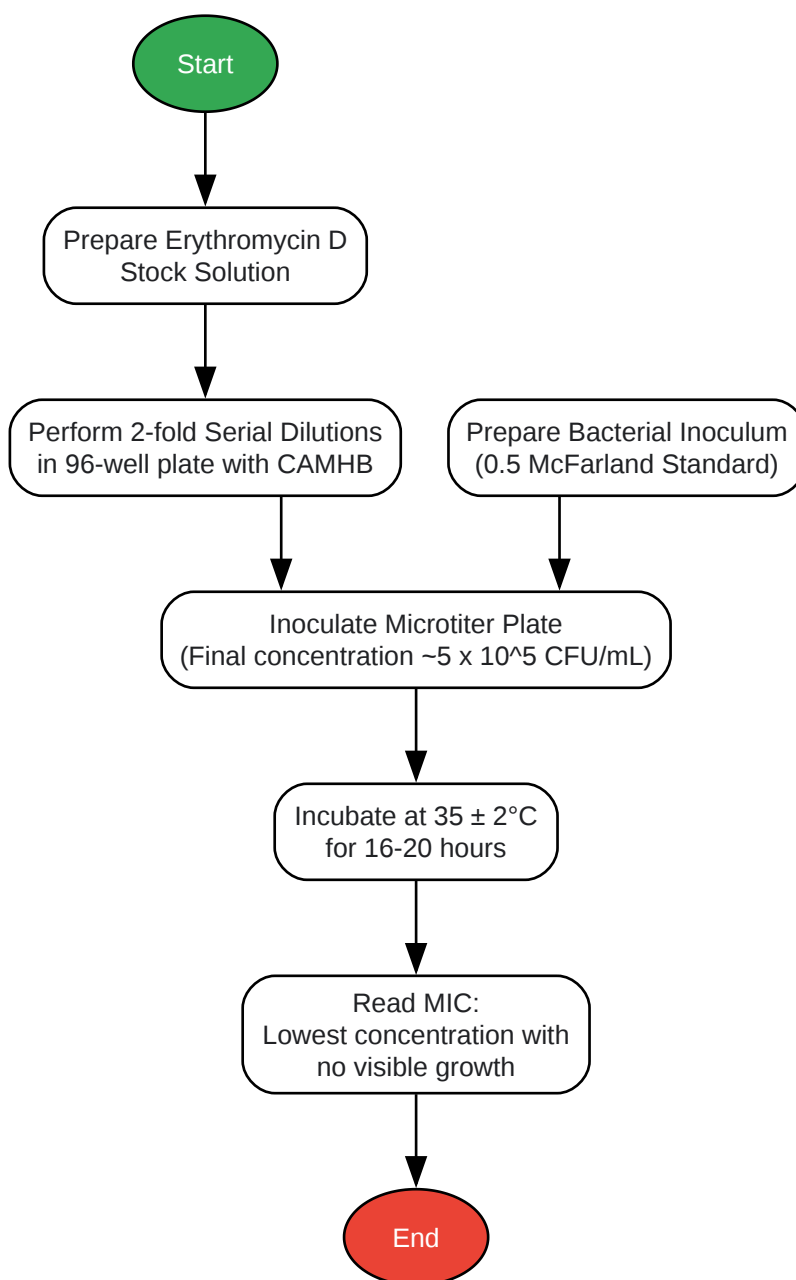 Start
Prepare Erythromycin D
Stock Solution
Perform 2-fold Serial Dilutions
in 96-well plate with CAMHB
Prepare Bacterial Inoculum
(0.5 McFarland Standard)
Inoculate Microtiter Plate
(Final concentration ~5 x 10^5 CFU/mL)
Incubate at 35 ± 2°C
for 16-20 hours
Read MIC:
Lowest concentration with
no visible growth
End